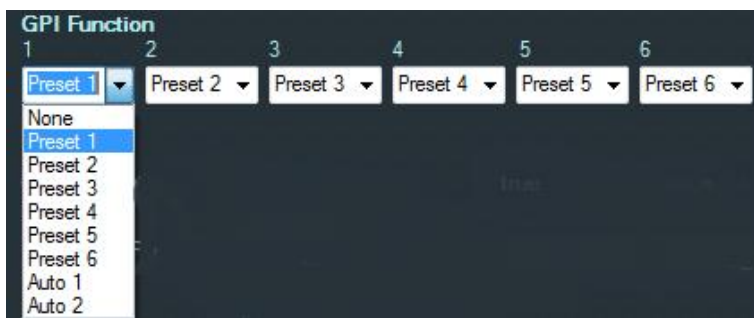 GPI Function
1 2 3 4 5 6
Preset 1 Preset 2 Preset 3 Preset 4 Preset 5 Preset 6
None
Preset 1
Preset 2
Preset 3
Preset 4
Preset 5
Preset 6
Auto 1
Auto 2